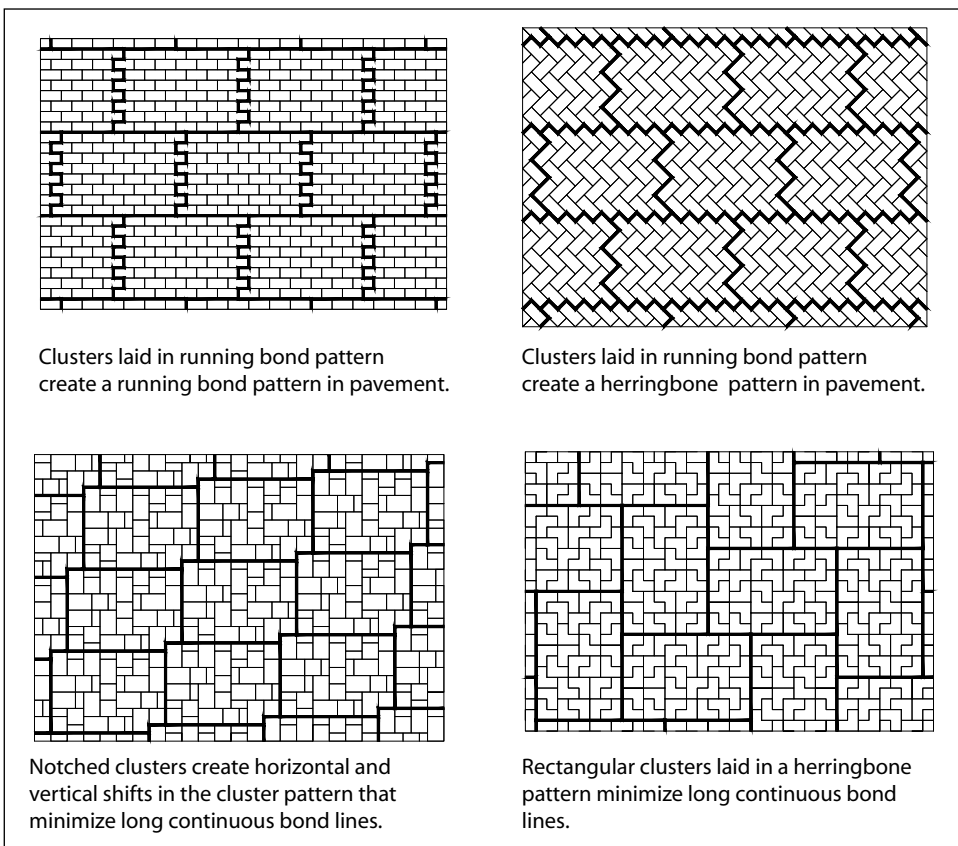 Clusters laid in running bond pattern
create a running bond pattern in pavement.
Clusters laid in running bond pattern
create a herringbone pattern in pavement.
Notched clusters create horizontal and
vertical shifts in the cluster pattern that
minimize long continuous bond lines.
Rectangular clusters laid in a herringbone
pattern minimize long continuous bond
lines.